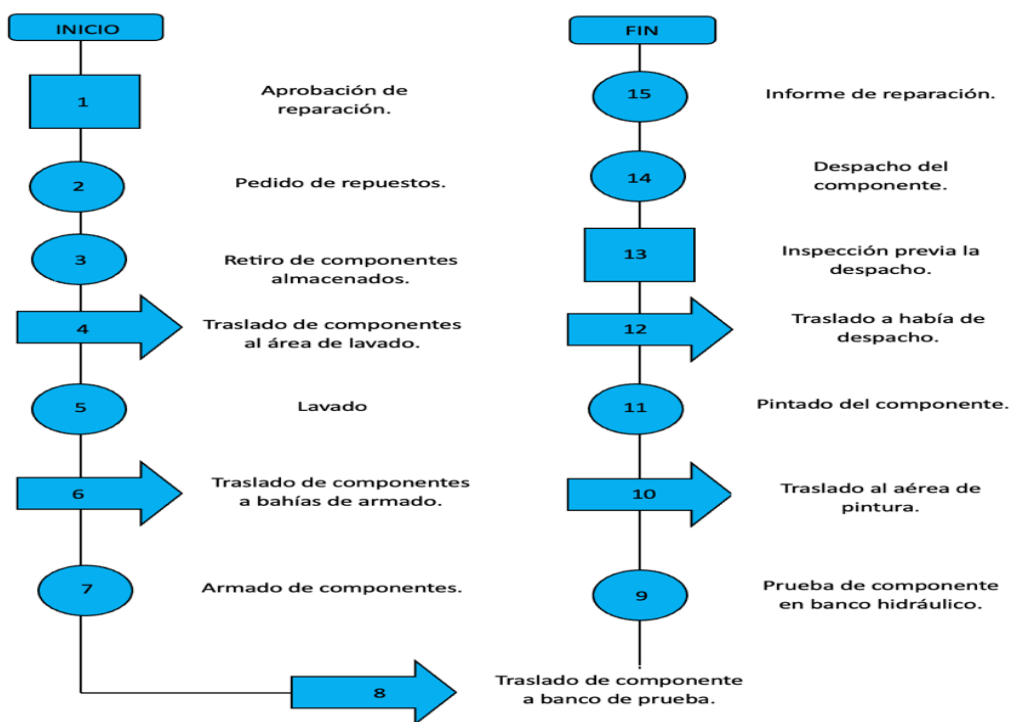 INICIO
1
Aprobación de
reparación.
2
Pedido de repuestos.
3
Retiro de componentes
almacenados.
4
Traslado de componentes
al área de lavado.
5
Lavado
6
Traslado de componentes
a bahías de armado.
7
Armado de componentes.
8
Traslado de componente
a banco de prueba.
FIN
15
Informe de reparación.
14
Despacho del
componente.
13
Inspección previa la
despacho.
12
Traslado a había de
despacho.
11
Pintado del componente.
10
Traslado al aérea de
pintura.
9
Prueba de componente
en banco hidráulico.